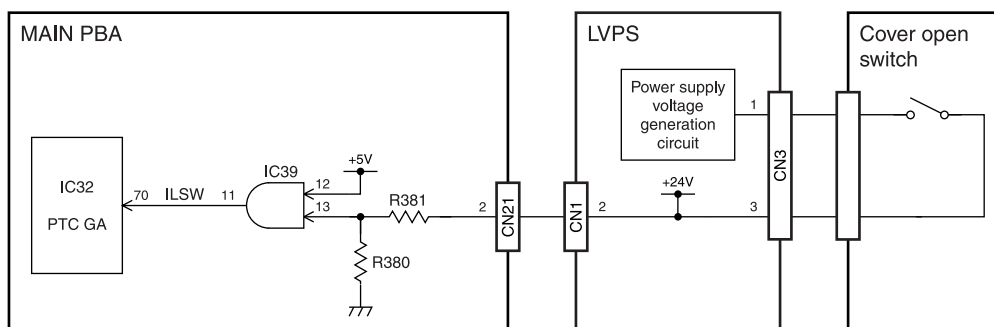 MAIN PBA
LVPS
Cover open
switch
Power supply
voltage
generation
circuit
1
CN3
IC39
+5V
12
+24V
IC32
PTC GA
70
ILSW
11
13
R381
2
CN21
CN1
2
3
R380